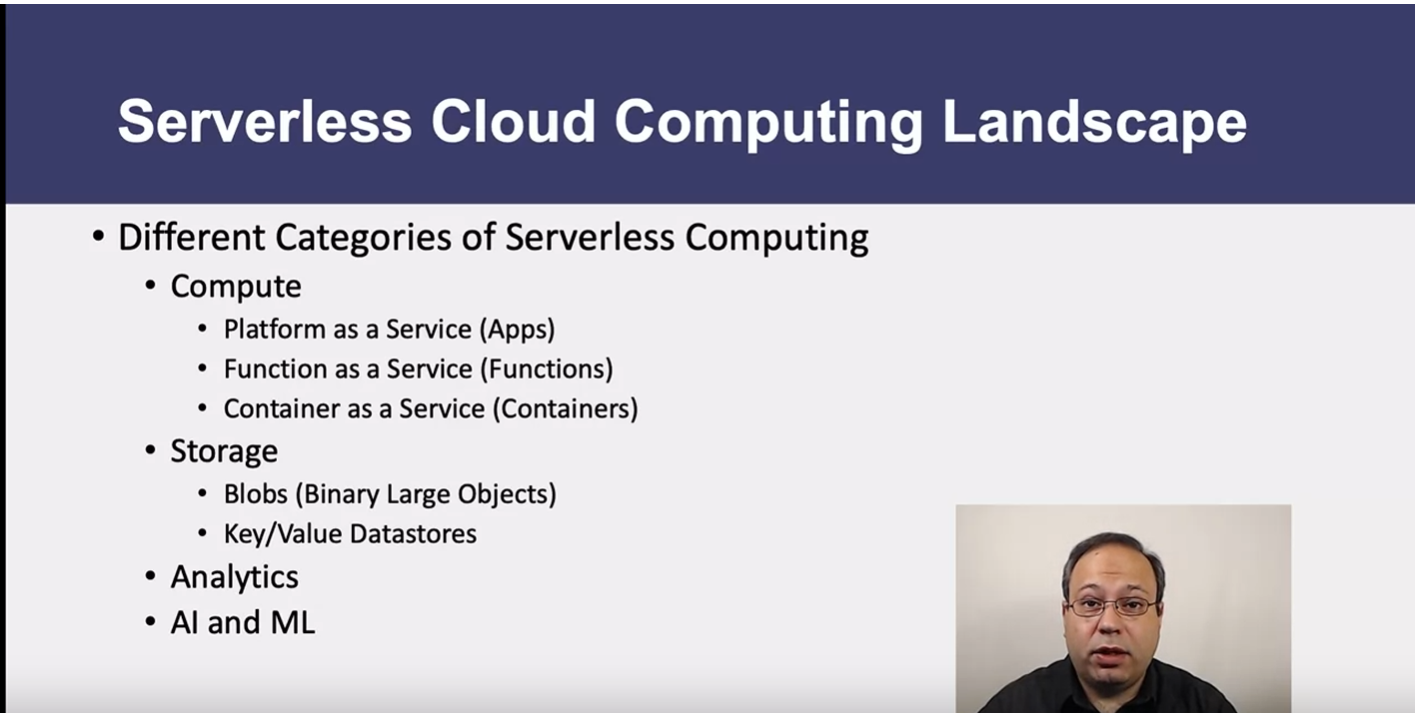 Serverless Cloud Computing Landscape
• Different Categories of Serverless Computing
• Compute
• Platform as a Service (Apps)
• Function as a Service (Functions)
• Container as a Service (Containers)
• Storage
• Blobs (Binary Large Objects)
• Key/Value Datastores
• Analytics
• AI and ML